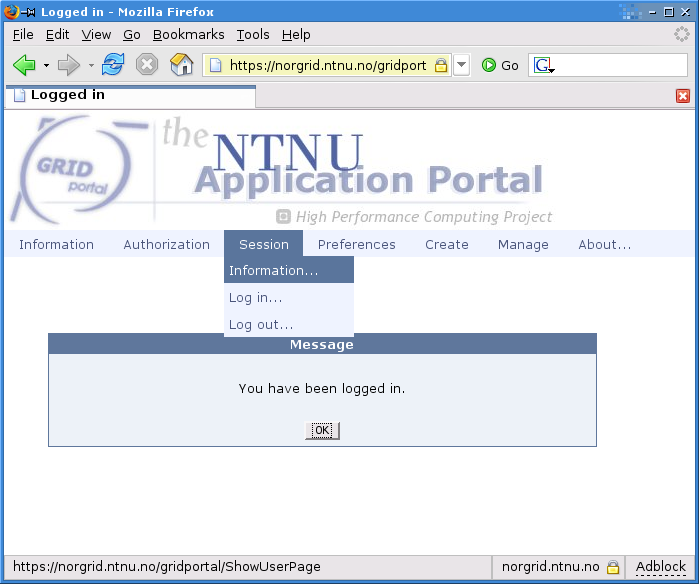 Logged in - Mozilla Firefox
File Edit View Go Bookmarks Tools Help
https://norgrid.ntnu.no/gridport Go G
Logged in
GRID portal
the NTNU
Application Portal
High Performance Computing Project
Information Authorization Session Preferences Create Manage About...
Information...
Log in...
Log out...
Message
You have been logged in.
OK
https://norgrid.ntnu.no/gridportal/ShowUserPage norgrid.ntnu.no Adblock